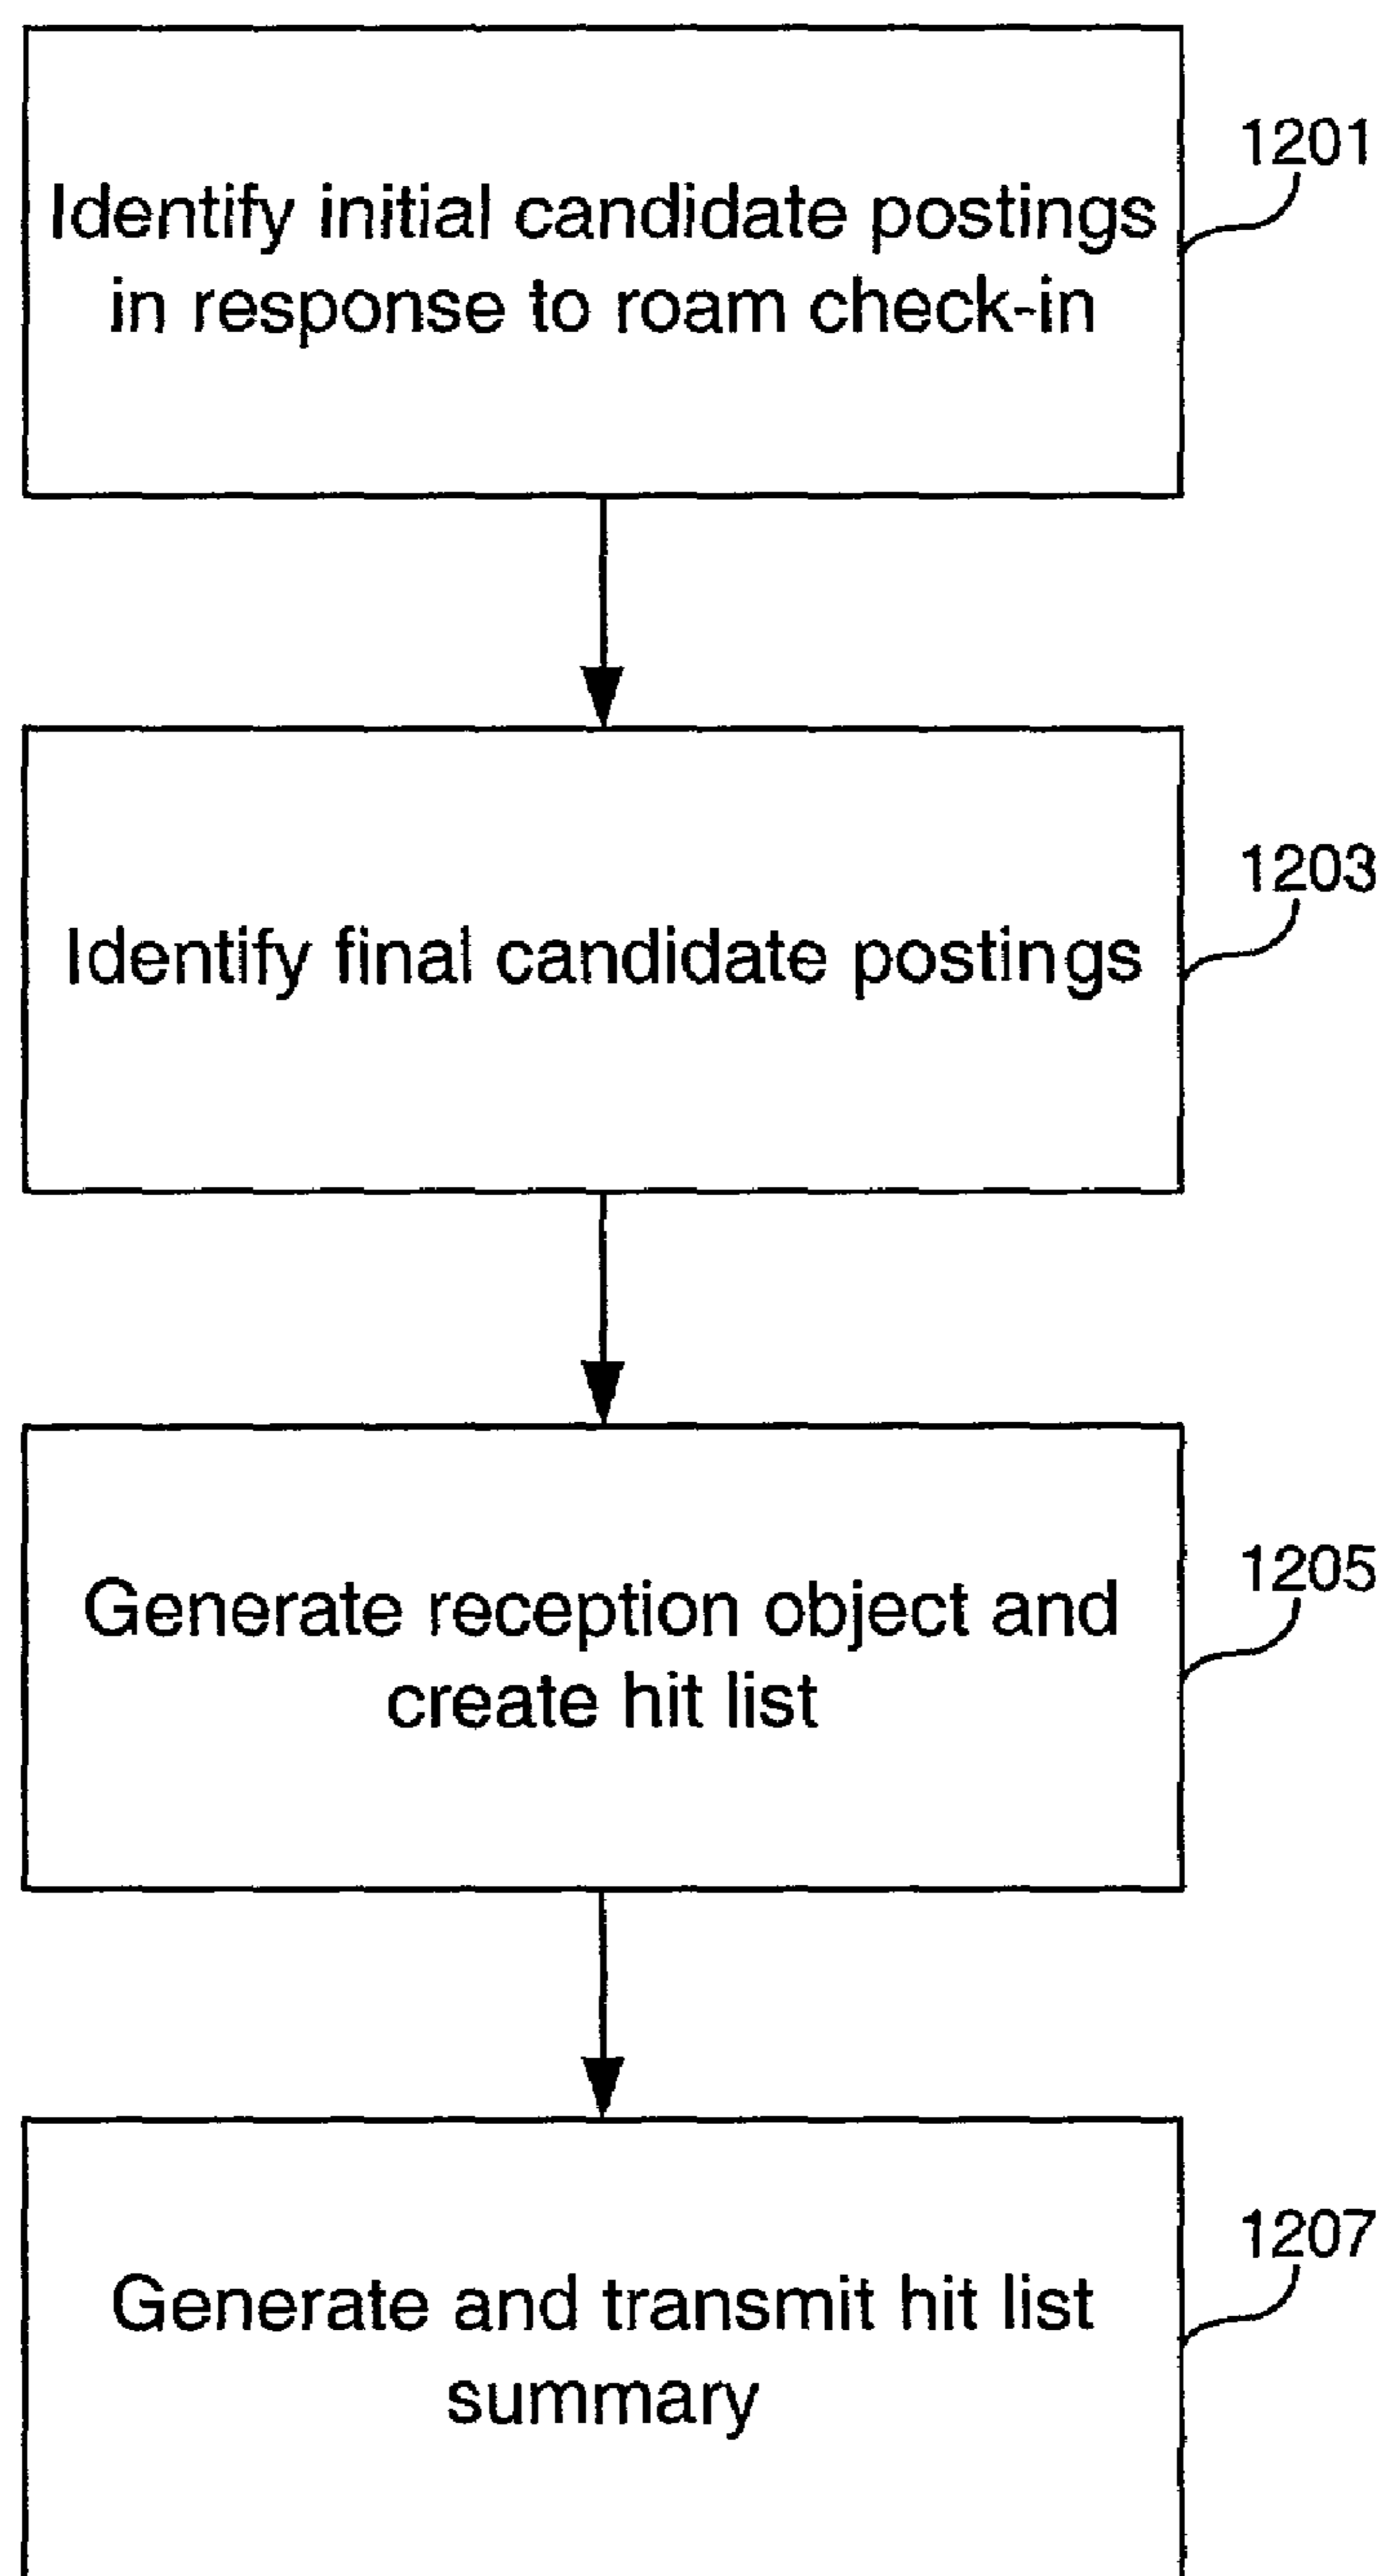 Identify initial candidate postings
in response to roam check-in
1201
Identify final candidate postings
1203
Generate reception object and
create hit list
1205
Generate and transmit hit list
summary
1207